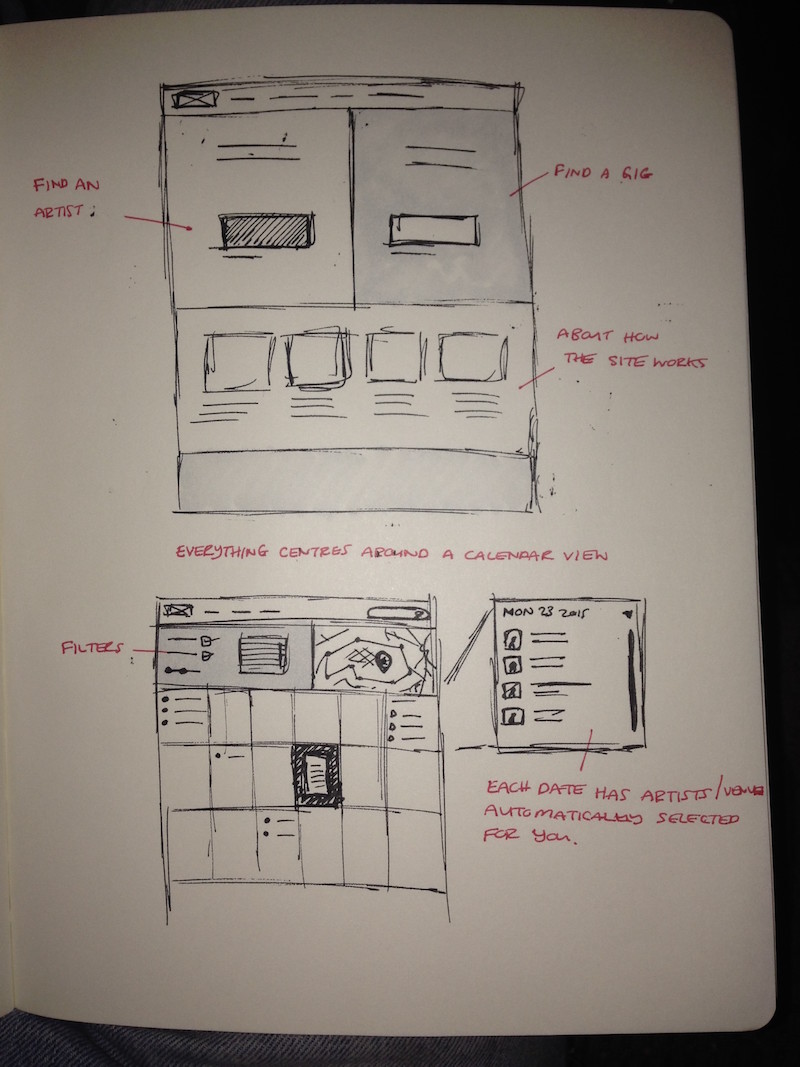 FIND AN
ARTIST :
FIND A GIG
ABOUT HOW
THE SITE WORKS
EVERYTHING CENTRES AROUND A CALENDAR VIEW
FILTERS
MON 23 2015
EACH DATE HAS ARTISTS/VENUE
AUTOMATICALLY SELECTED
FOR YOU.